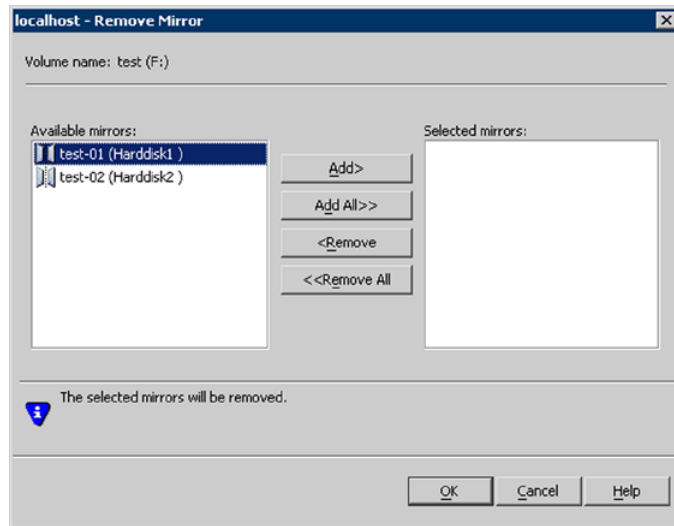 localhost - Remove Mirror
Volume name: test (F:)
Available mirrors:
Selected mirrors:
test-01 (Harddisk1 )
test-02 (Harddisk2 )
Add>
Add All>>
<Remove
<<Remove All
The selected mirrors will be removed.
OK
Cancel
Help